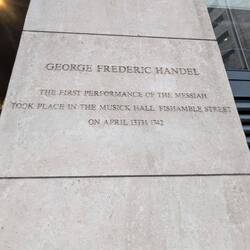 GEORGE FREDERIC HANDEL
THE FIRST PERFORMANCE OF THE MESSIAH
TOOK PLACE IN THE MUSICK HALL FISHAMBLE STREET
ON APRIL 13TH 1742